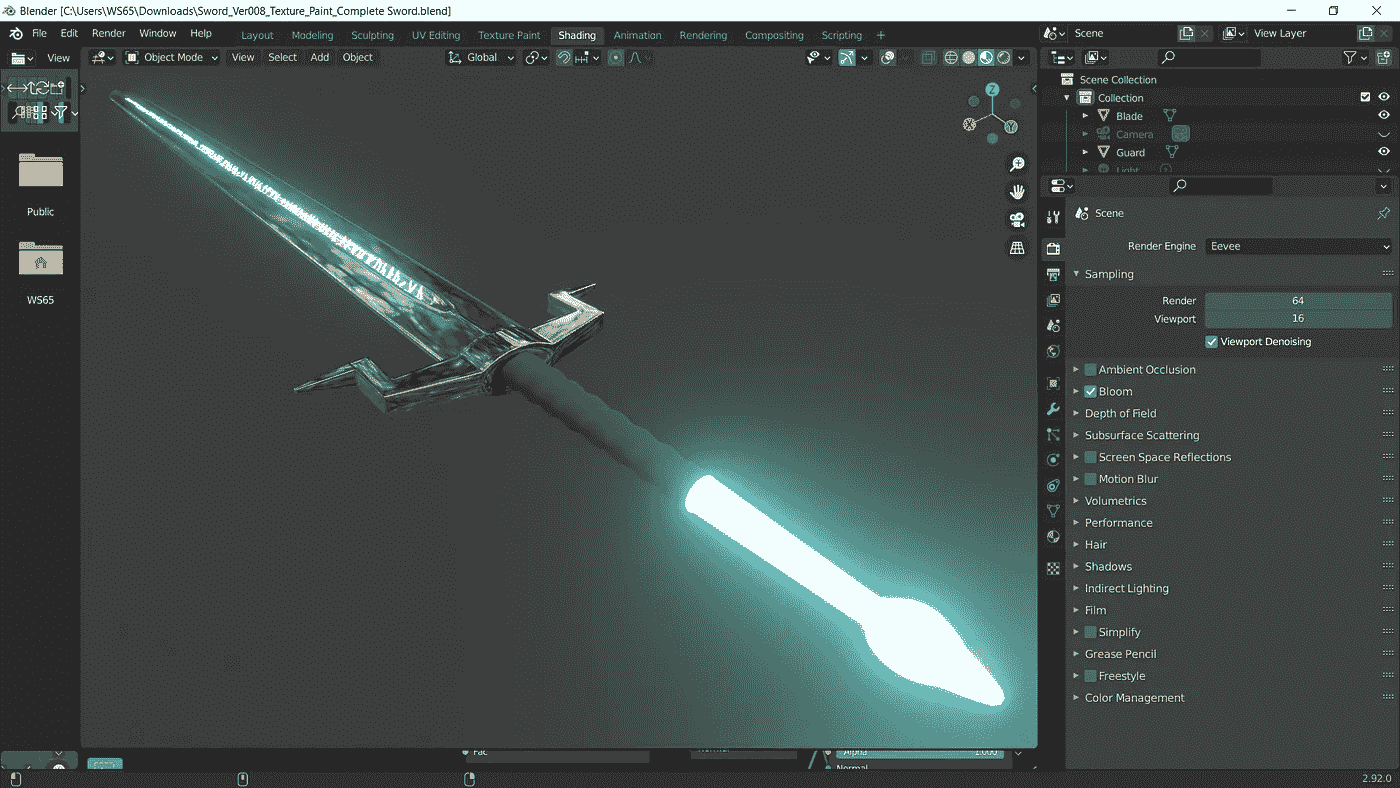 Blender [C:\Users\WS65\Downloads\Sword_Ver008_Texture_Paint_Complete Sword.blend]
File Edit Render Window Help Layout Modeling Sculpting UV Editing Texture Paint Shading Animation Rendering Compositing Scripting + Scene View Layer
View Object Mode View Select Add Object Global
Scene Collection
Collection
Blade
Camera
Guard
Light
Public
WS65
Z
X
Y
Scene
Render Engine Eevee
Sampling
Render 64
Viewport 16
Viewport Denoising
Ambient Occlusion
Bloom
Depth of Field
Subsurface Scattering
Screen Space Reflections
Motion Blur
Volumetrics
Performance
Hair
Shadows
Indirect Lighting
Film
Simplify
Grease Pencil
Freestyle
Color Management
Fac Normal Alpha 1.000
Normal
2.92.0